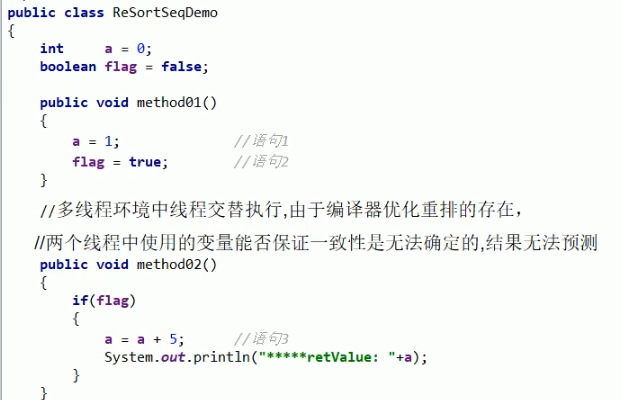 public class ReSortSeqDemo
{
int a = 0;
boolean flag = false;
public void method01()
{
a = 1; //语句1
flag = true; //语句2
}
//多线程环境中线程交替执行,由于编译器优化重排的存在，
//两个线程中使用的变量能否保证一致性是无法确定的,结果无法预测
public void method02()
{
if(flag)
{
a = a + 5; //语句3
System.out.println("*****retValue: "+a);
}
}